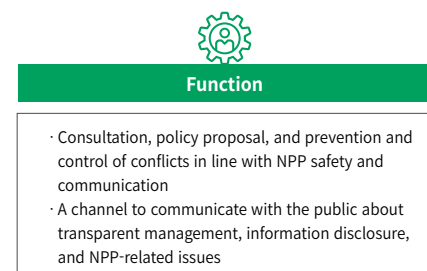 Function
· Consultation, policy proposal, and prevention and
control of conflicts in line with NPP safety and
communication
· A channel to communicate with the public about
transparent management, information disclosure,
and NPP-related issues